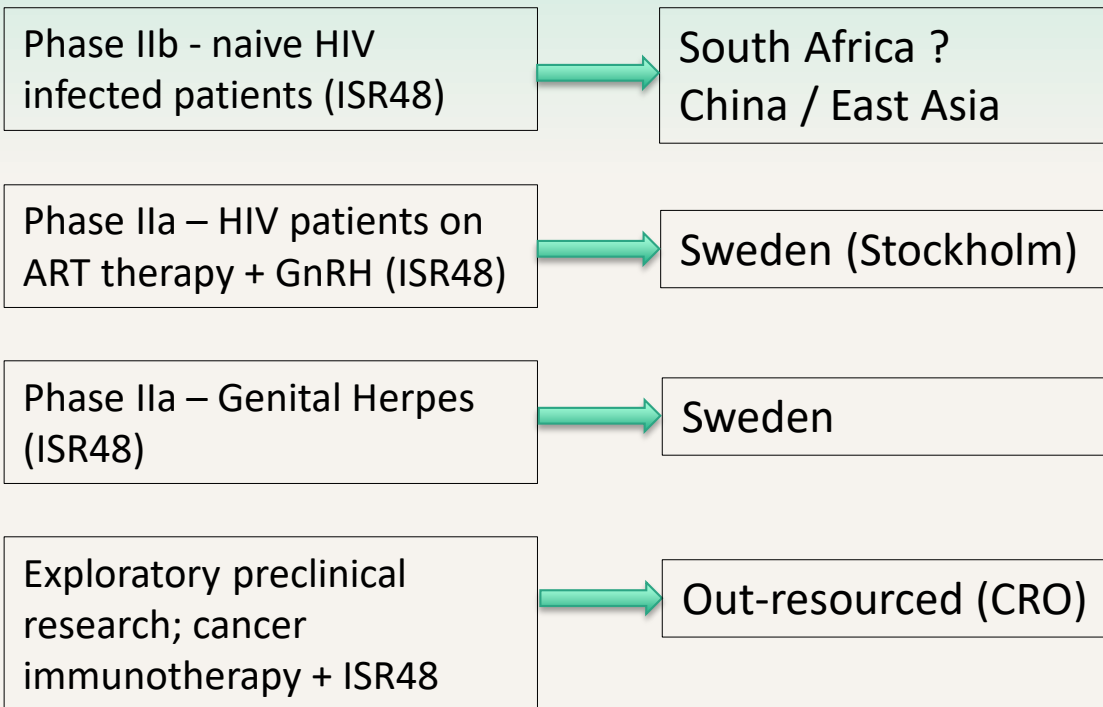 Phase IIb - naive HIV
infected patients (ISR48)
South Africa ?
China / East Asia
Phase IIa – HIV patients on
ART therapy + GnRH (ISR48)
Sweden (Stockholm)
Phase IIa – Genital Herpes
(ISR48)
Sweden
Exploratory preclinical
research; cancer
immunotherapy + ISR48
Out-resourced (CRO)